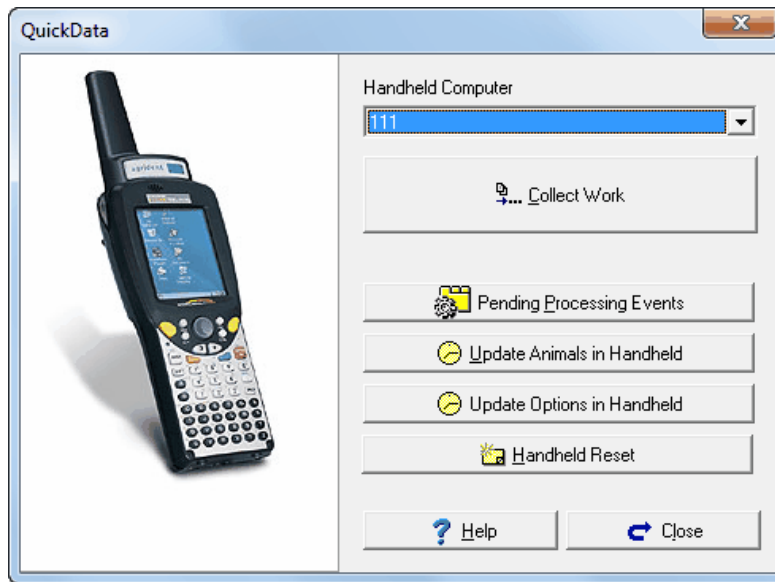 QuickData
Handheld Computer
111
Collect Work
Pending Processing Events
Update Animals in Handheld
Update Options in Handheld
Handheld Reset
Help
Close
agrident